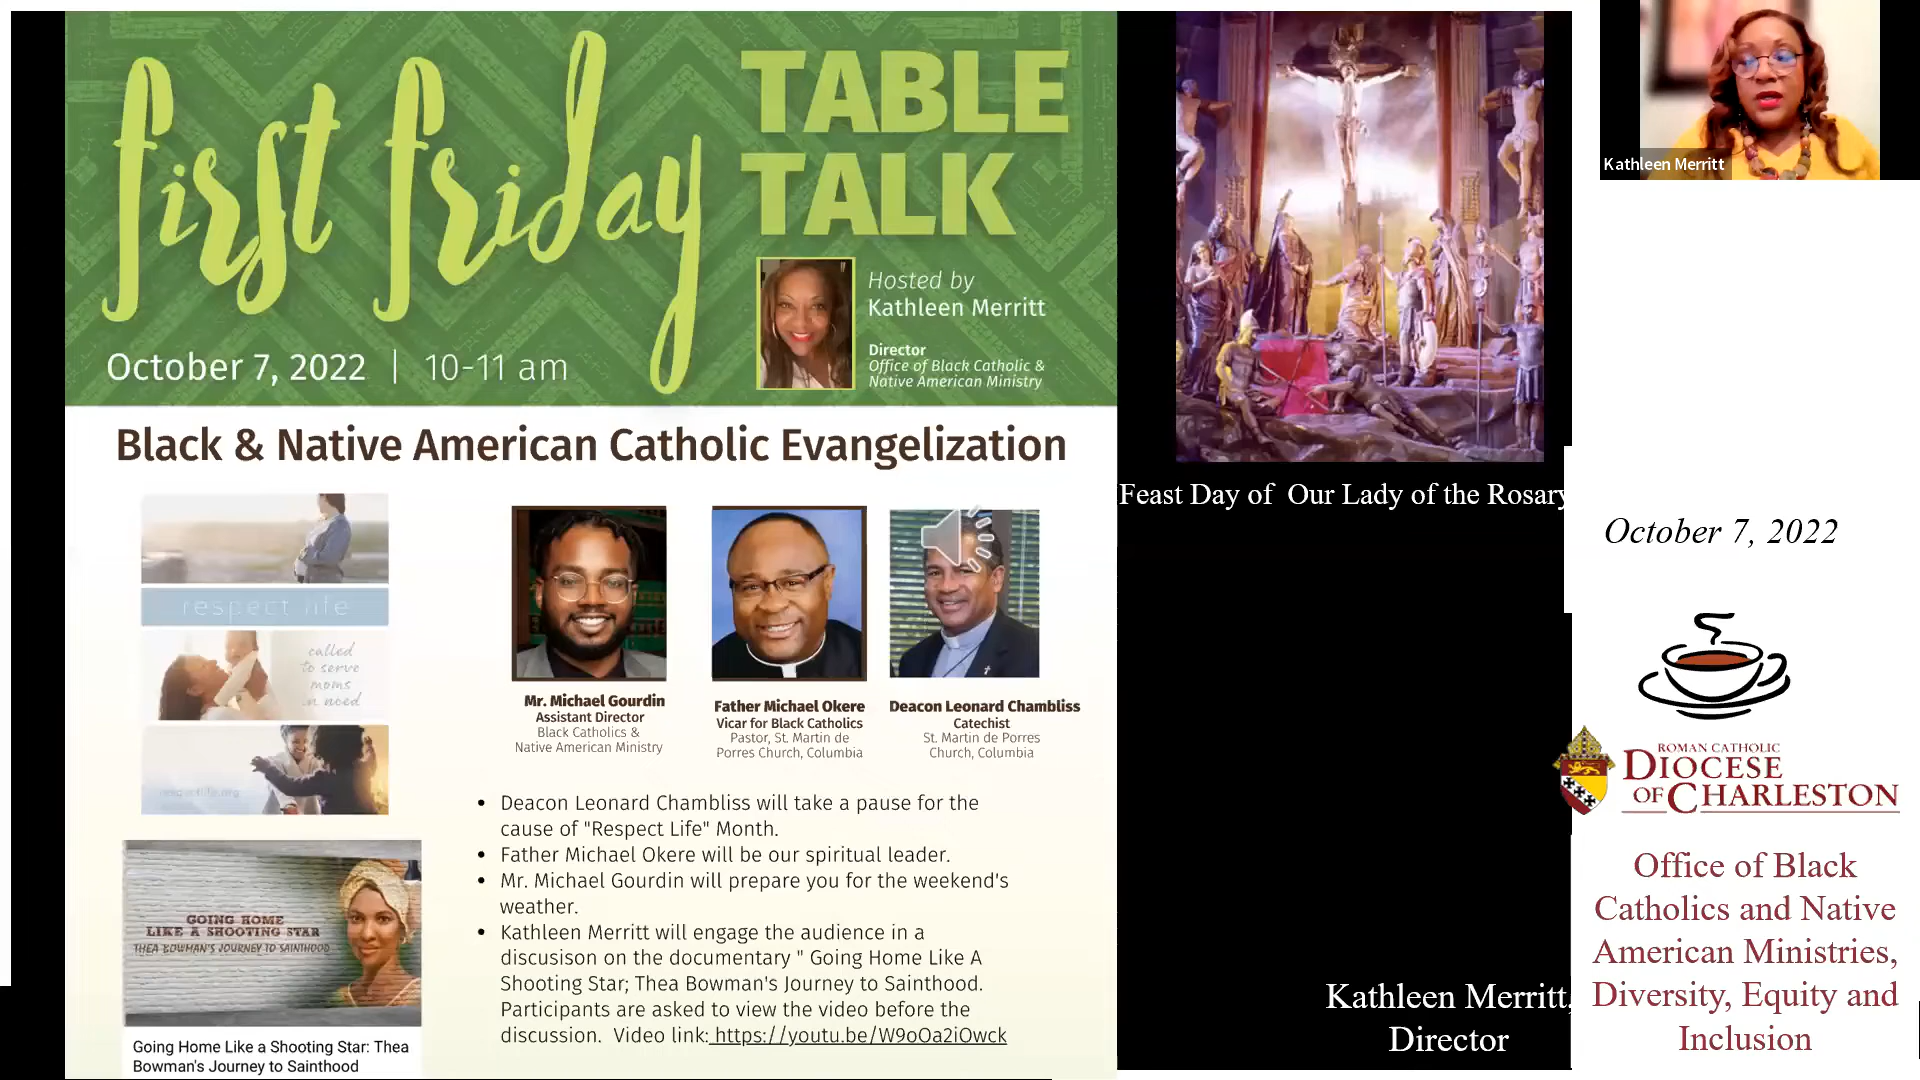 first friday
TABLE
TALK
Hosted by
Kathleen Merritt
Director
Office of Black Catholic &
Native American Ministry
October 7, 2022 | 10-11 am
Black & Native American Catholic Evangelization
respect life
called
to serve
moms
in need
respectlife.org
Mr. Michael Gourdin
Assistant Director
Black Catholics &
Native American Ministry
Father Michael Okere
Vicar for Black Catholics
Pastor, St. Martin de
Porres Church, Columbia
Deacon Leonard Chambliss
Catechist
St. Martin de Porres
Church, Columbia
• Deacon Leonard Chambliss will take a pause for the
cause of "Respect Life" Month.
• Father Michael Okere will be our spiritual leader.
• Mr. Michael Gourdin will prepare you for the weekend's
weather.
• Kathleen Merritt will engage the audience in a
discusison on the documentary " Going Home Like A
Shooting Star; Thea Bowman's Journey to Sainthood.
Participants are asked to view the video before the
discussion. Video link: https://youtu.be/W9oOa2iOwck
GOING HOME
LIKE A SHOOTING STAR
THEA BOWMAN'S JOURNEY TO SAINTHOOD
Going Home Like a Shooting Star: Thea
Bowman's Journey to Sainthood
Feast Day of Our Lady of the Rosary
Kathleen Merritt,
Director
Kathleen Merritt
October 7, 2022
ROMAN CATHOLIC
DIOCESE
OF CHARLESTON
Office of Black
Catholics and Native
American Ministries,
Diversity, Equity and
Inclusion